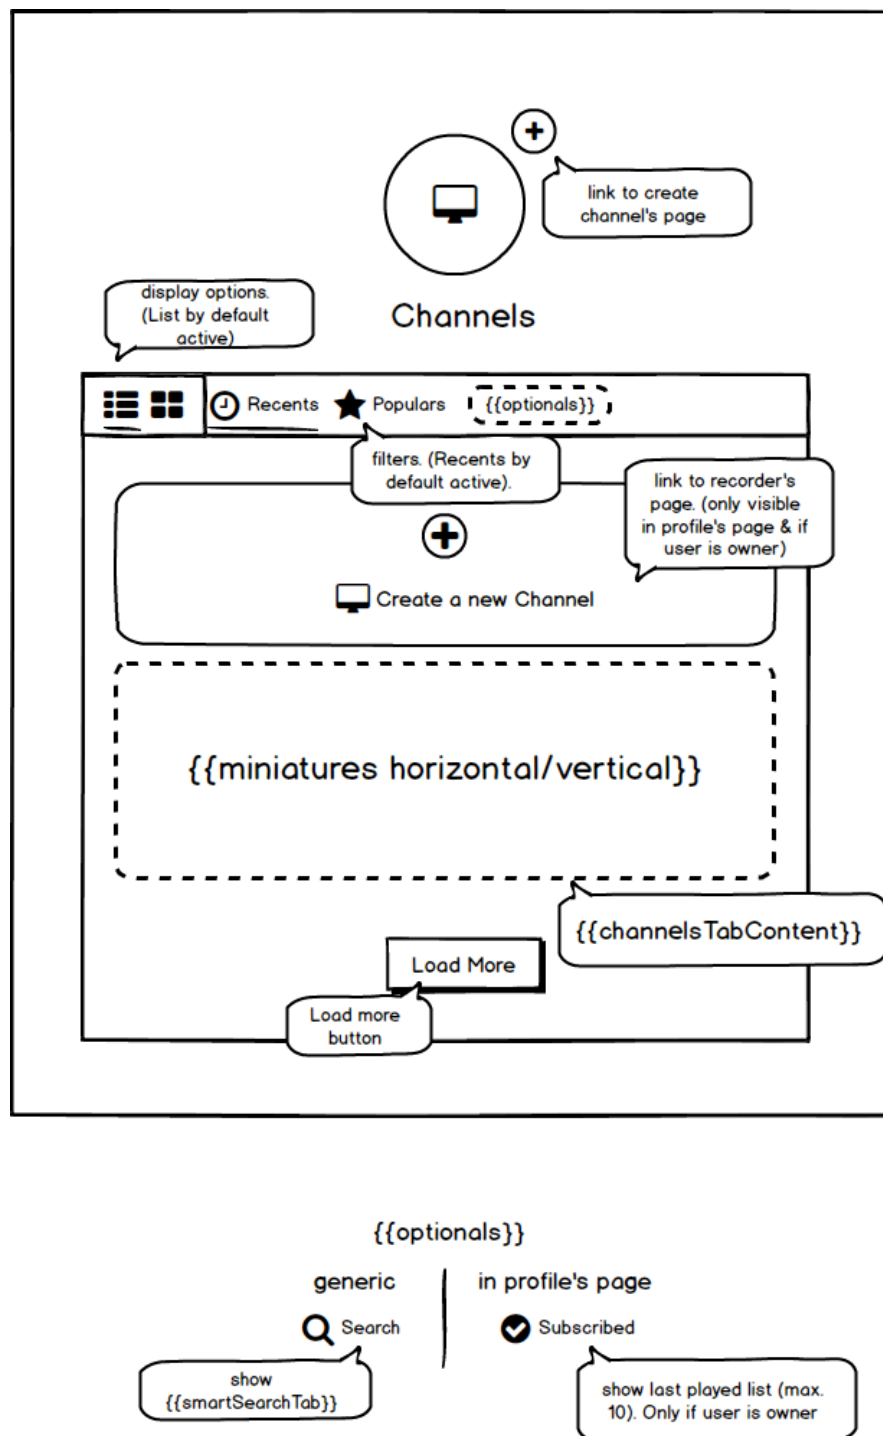 link to create
channel's page
display options.
(List by default
active)
Channels
Recents
Populars
{{optionals}}
filters. (Recents by
default active).
link to recorder's
page. (only visible
in profile's page & if
user is owner)
Create a new Channel
{{miniatures horizontal/vertical}}
{{channelsTabContent}}
Load More
Load more
button
{{optionals}}
generic
in profile's page
Search
Subscribed
show
{{smartSearchTab}}
show last played list (max.
10). Only if user is owner